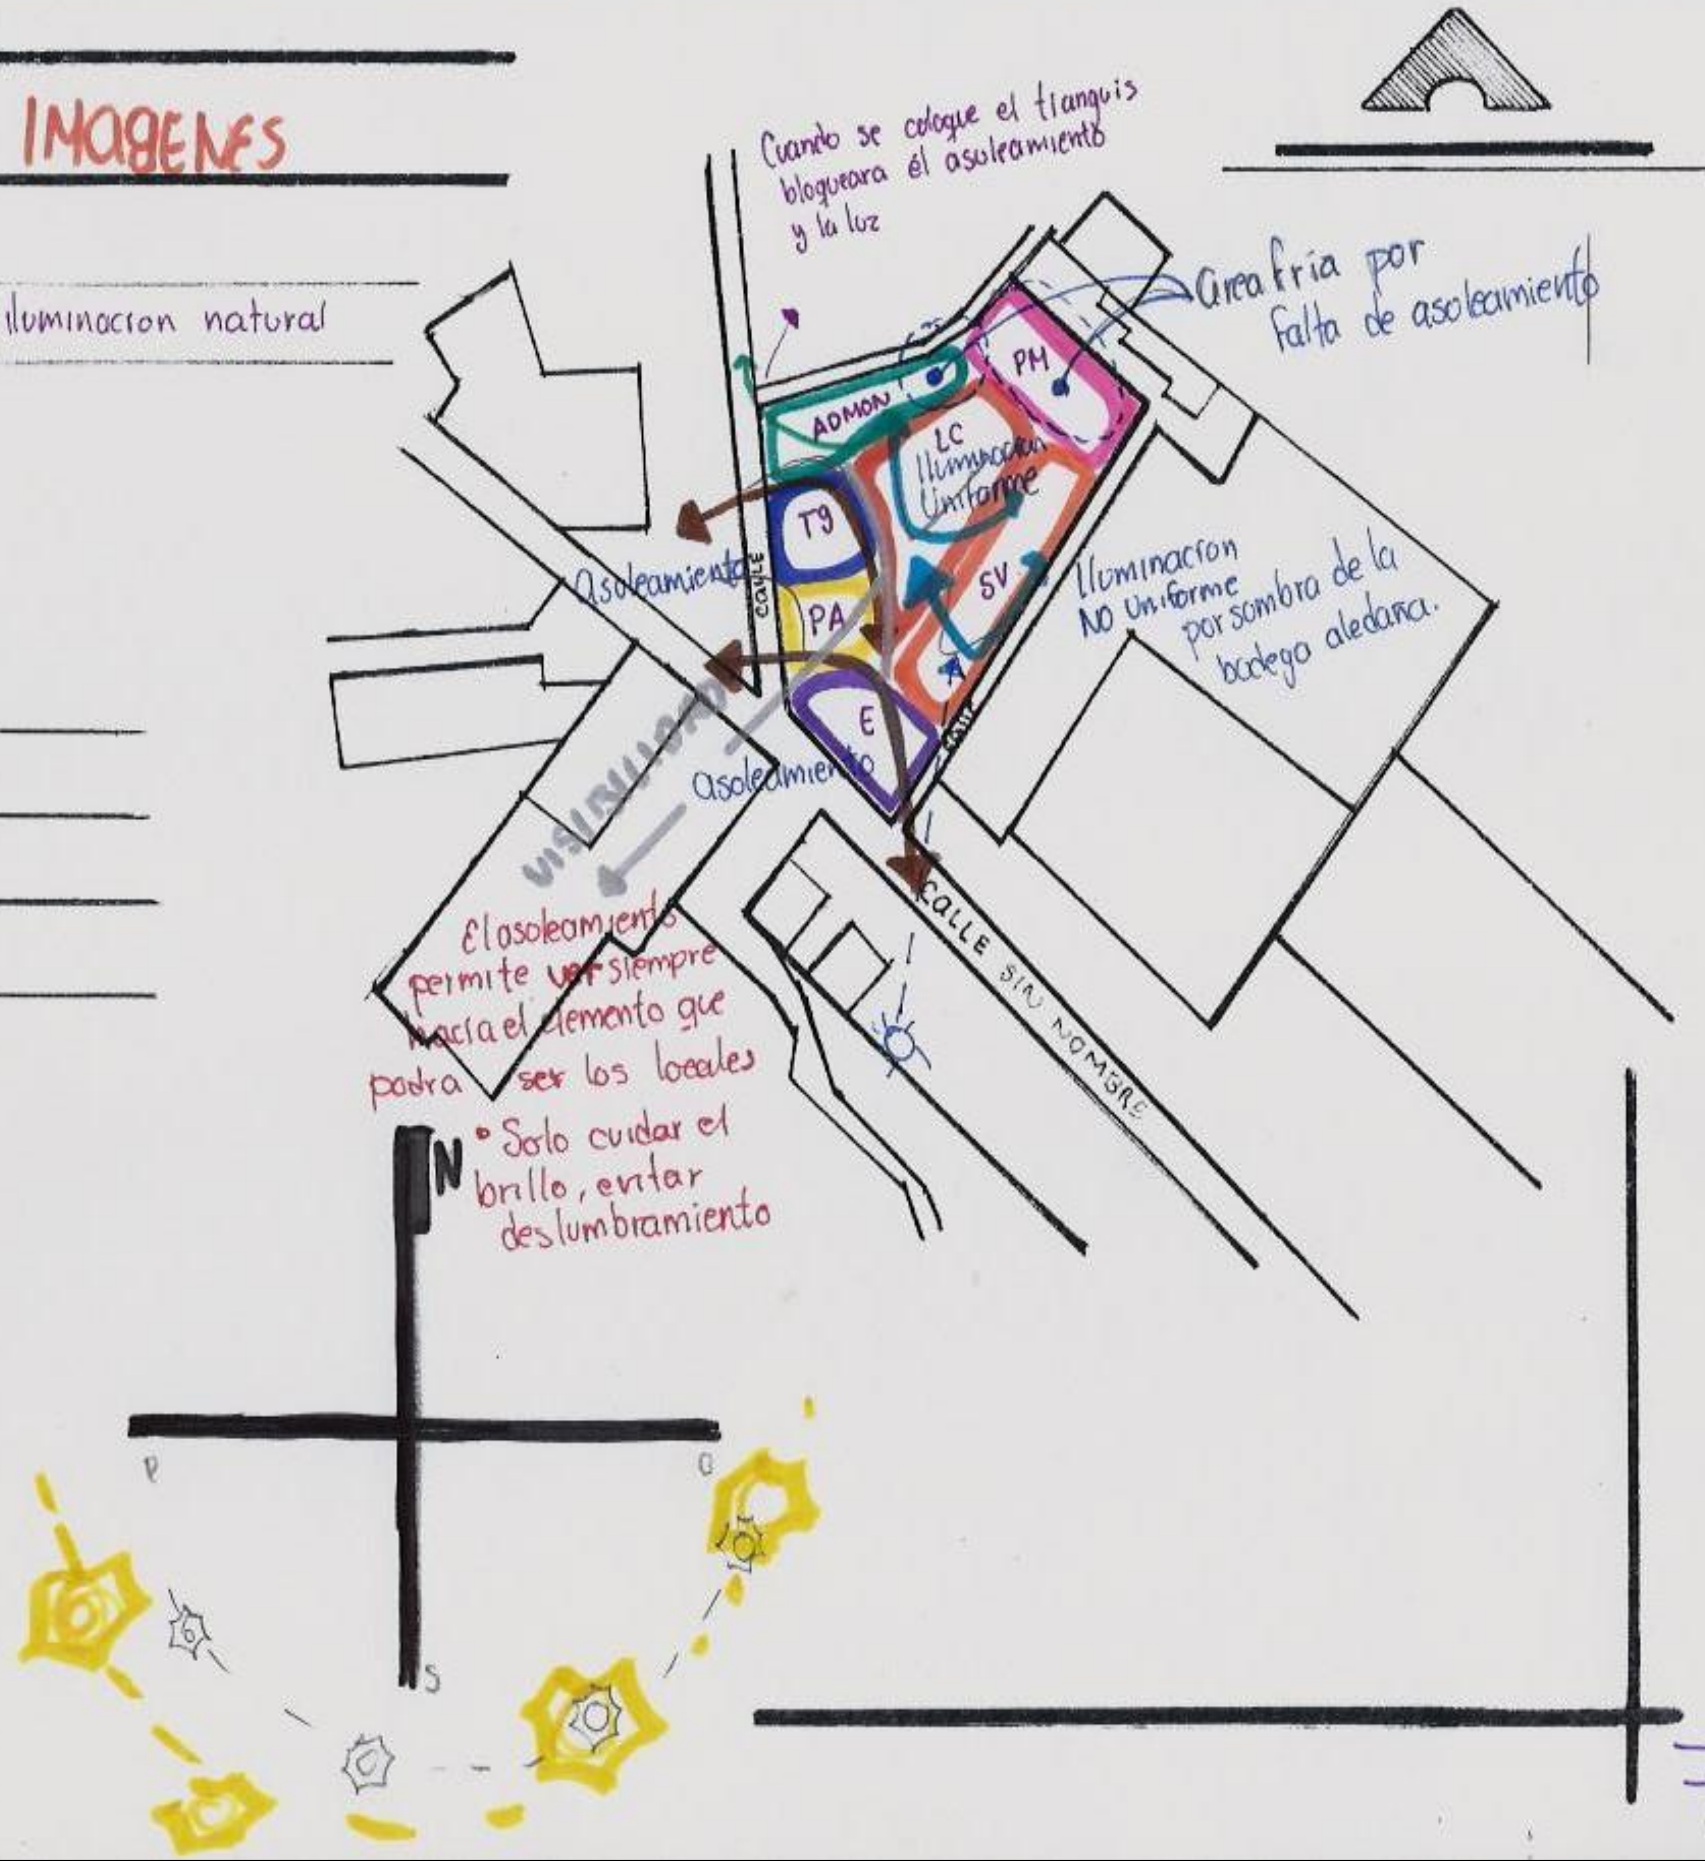 IMAGENES
Cuando se coloque el tianguis
bloqueara el asoleamiento
y la luz
iluminacion natural
area fria por
falta de asoleamiento
PM
ADMON
LC
Iluminacion
Uniforme
T9
asoleamiento
CALLE
PA
SV
Iluminacion
NO Uniforme
por sombra de la
bodega aledaña.
E
CALLE
VISIBILIDAD
asoleamiento
CALLE SIN NOMBRE
El asoleamiento
permite ver siempre
hacia el elemento que
podra ser los locales
• Solo cuidar el
brillo, evitar
deslumbramiento
N
P
O
S